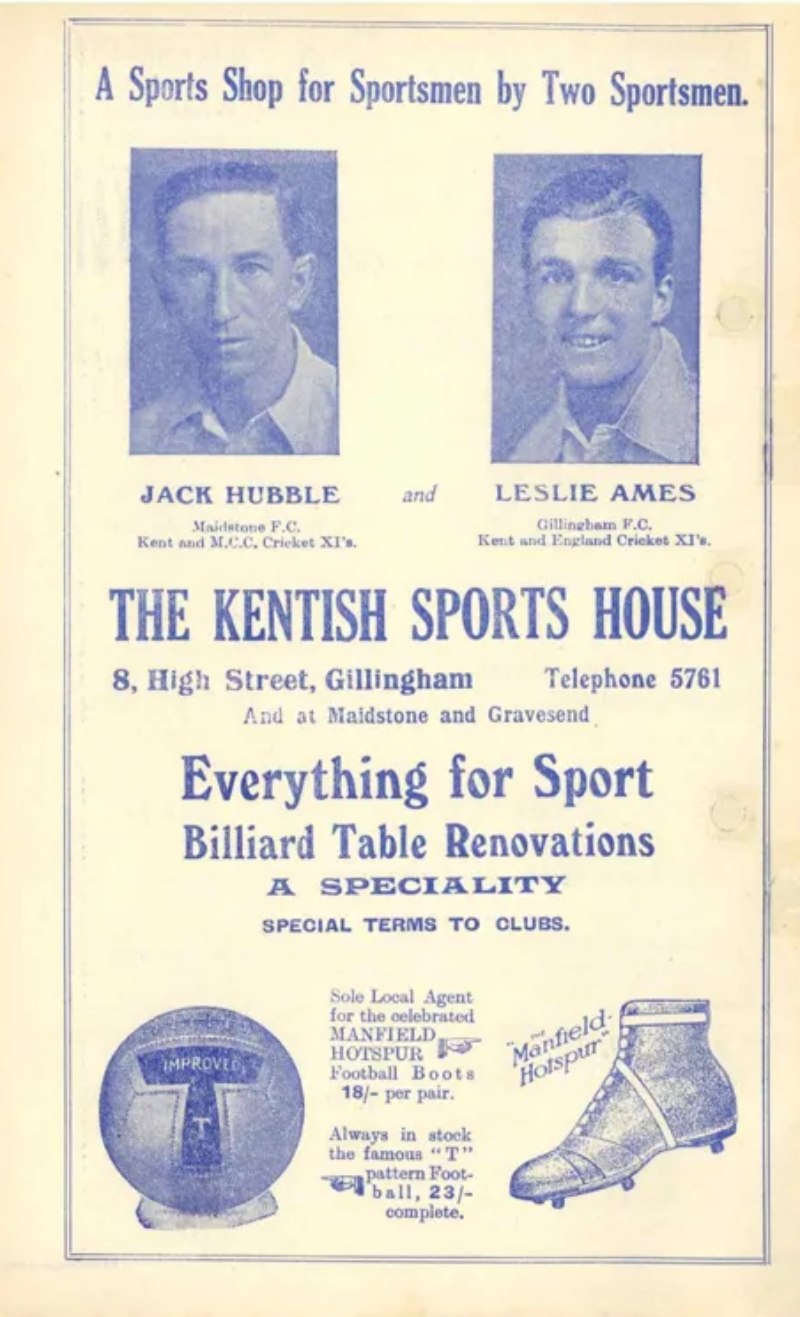 A Sports Shop for Sportsmen by Two Sportsmen.
JACK HUBBLE and LESLIE AMES
Maidstone F.C. Gillingham F.C.
Kent and M.C.C. Cricket XI's. Kent and England Cricket XI's.
THE KENTISH SPORTS HOUSE
8, High Street, Gillingham Telephone 5761
And at Maidstone and Gravesend
Everything for Sport
Billiard Table Renovations
A SPECIALITY
SPECIAL TERMS TO CLUBS.
IMPROVED
T
Sole Local Agent
for the celebrated
MANFIELD
HOTSPUR
Football Boots
18/- per pair.
Always in stock
the famous "T"
pattern Foot-
ball, 23/-
complete.
"The Manfield-
Hotspur"